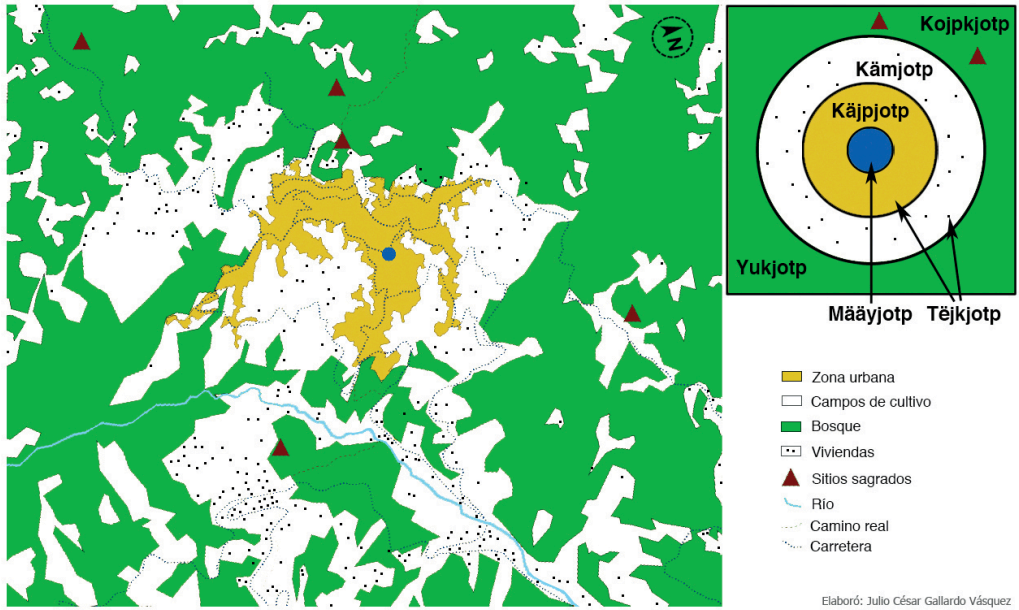 N
Kojpkjotp
Kämjotp
Käjpjotp
Yukjotp
Määyjotp Tëjkjotp
Zona urbana
Campos de cultivo
Bosque
Viviendas
Sitios sagrados
Río
Camino real
Carretera
Elaboró: Julio César Gallardo Vásquez